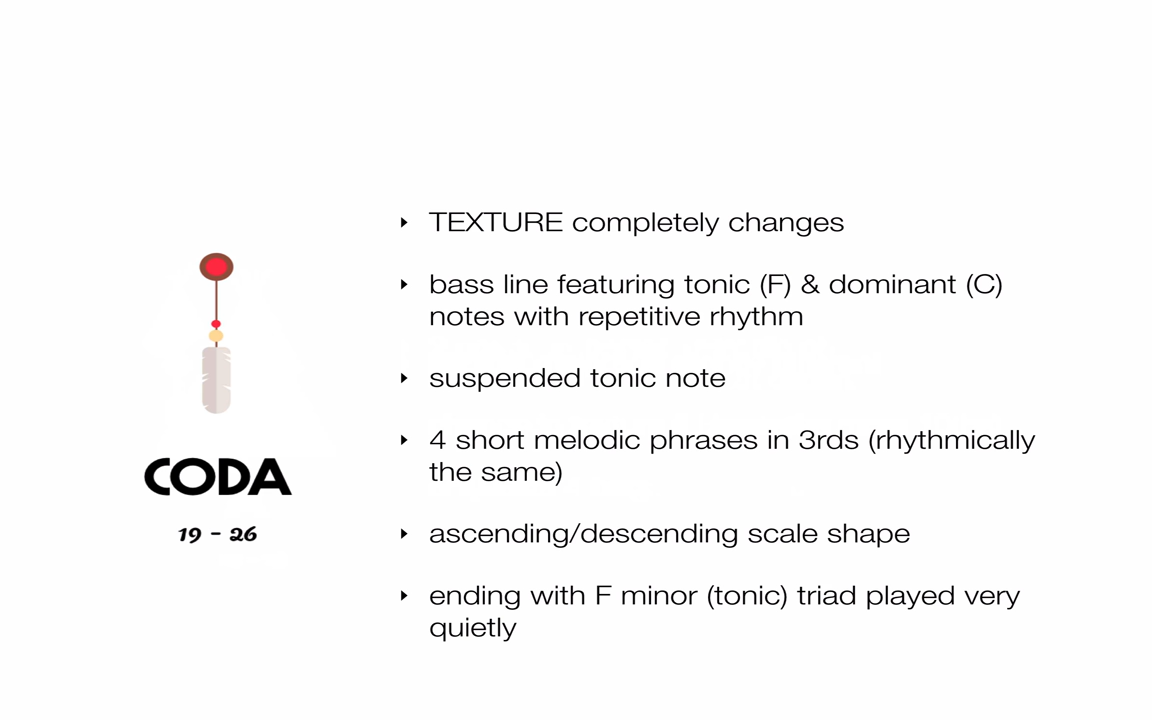 TEXTURE completely changes
bass line featuring tonic (F) & dominant (C)
notes with repetitive rhythm
suspended tonic note
4 short melodic phrases in 3rds (rhythmically
the same)
ascending/descending scale shape
ending with F minor (tonic) triad played very
quietly
CODA
19 - 26